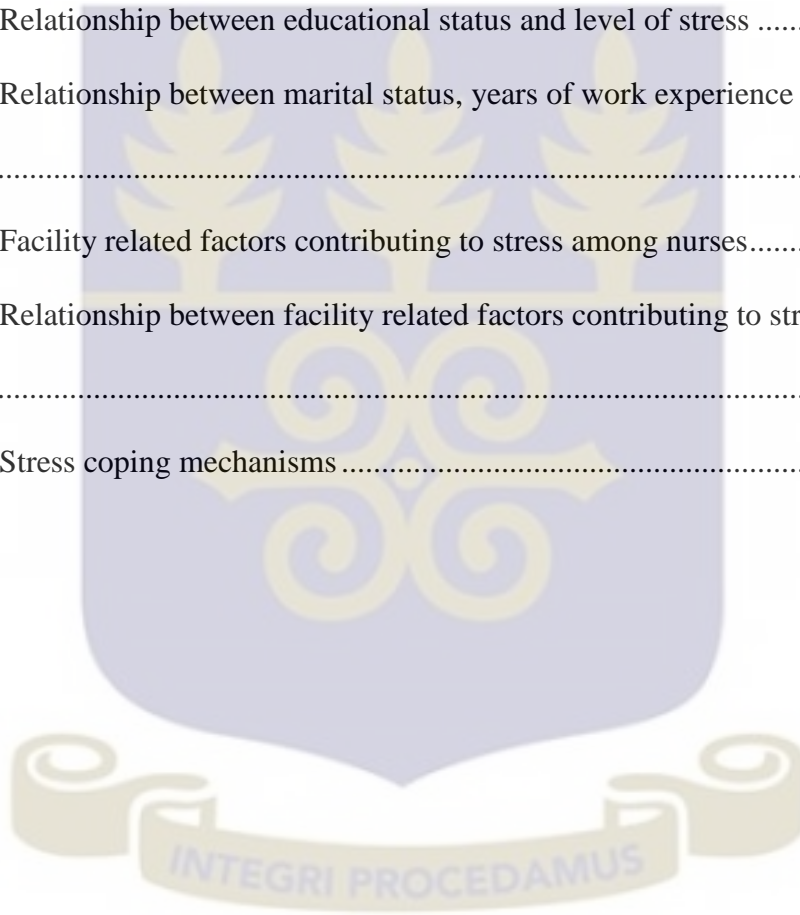 Relationship between educational status and level of stress ......
Relationship between marital status, years of work experience
................................................................................................
Facility related factors contributing to stress among nurses.......
Relationship between facility related factors contributing to
................................................................................................
Stress coping mechanisms ........................................................
INTEGRI PROCEDAMUS